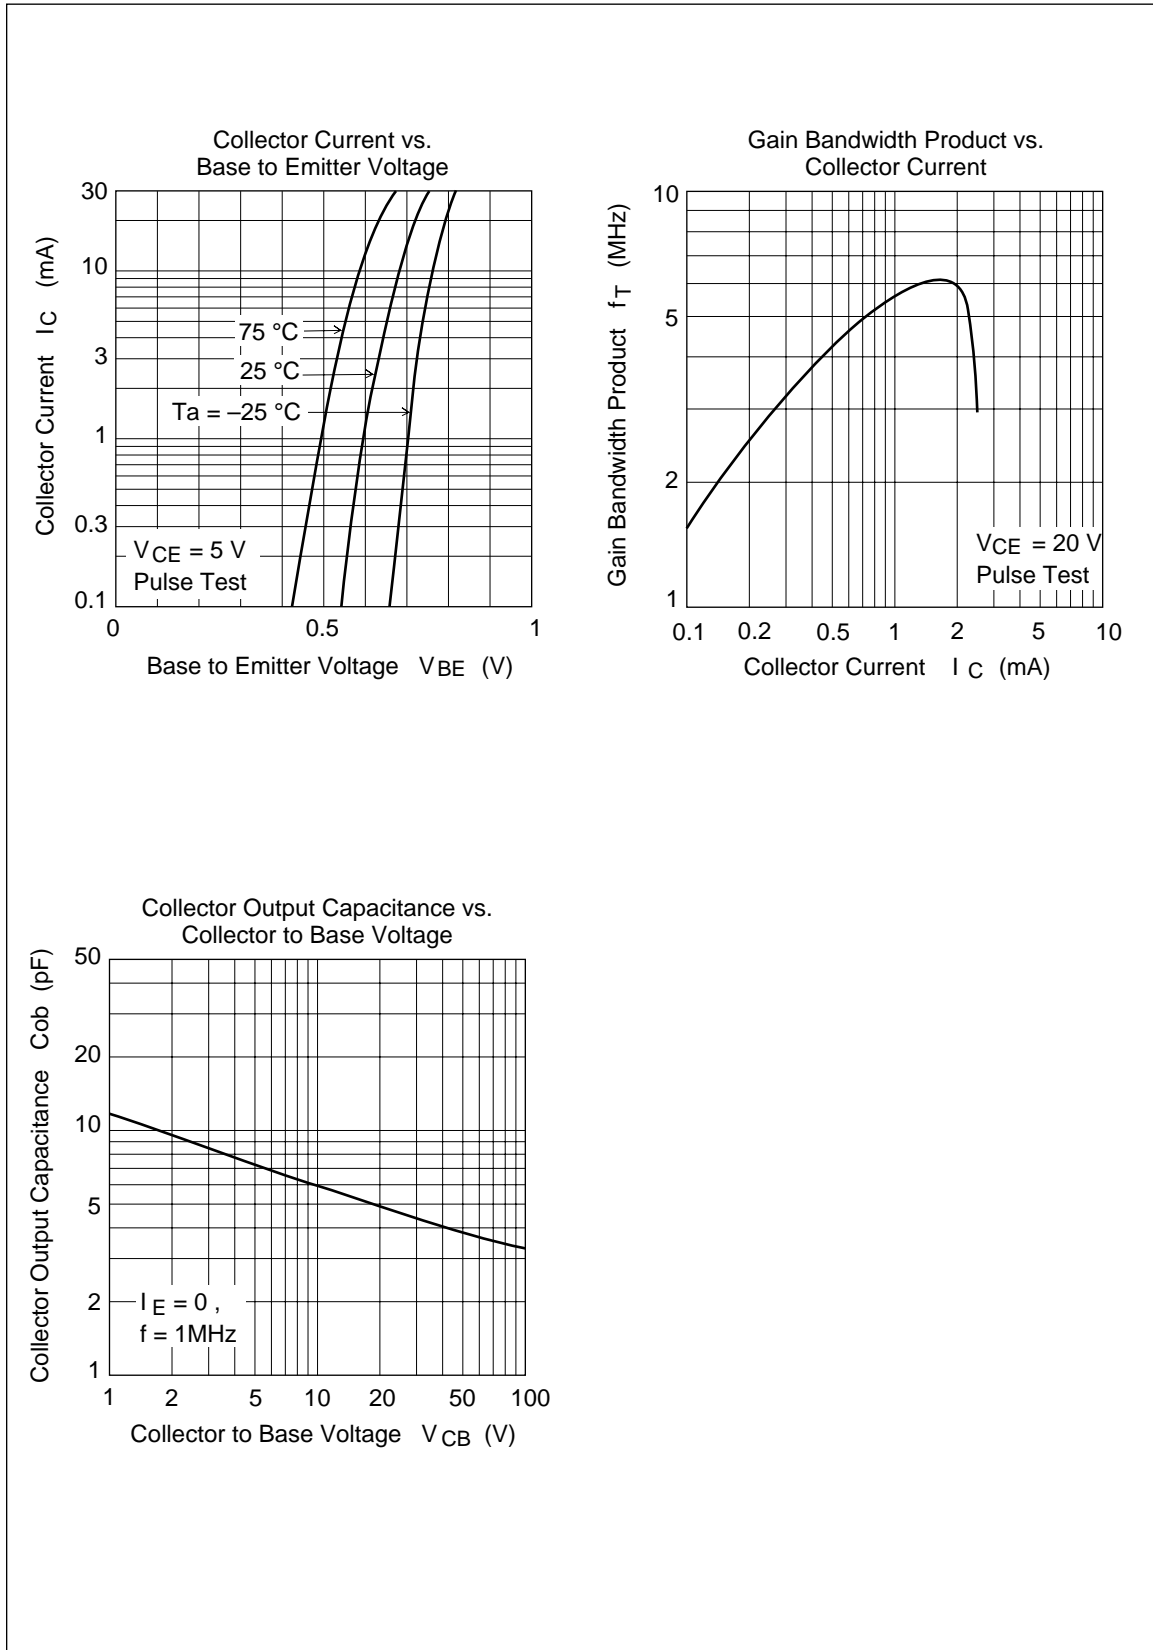 Collector Current vs.
Base to Emitter Voltage
30
10
3
1
0.3
0.1
Collector Current IC (mA)
75 °C
25 °C
Ta = –25 °C
VCE = 5 V
Pulse Test
0 0.5 1
Base to Emitter Voltage VBE (V)
Gain Bandwidth Product vs.
Collector Current
10
5
2
1
Gain Bandwidth Product fT (MHz)
VCE = 20 V
Pulse Test
0.1 0.2 0.5 1 2 5 10
Collector Current IC (mA)
Collector Output Capacitance vs.
Collector to Base Voltage
50
20
10
5
2
1
Collector Output Capacitance Cob (pF)
IE = 0 ,
f = 1MHz
1 2 5 10 20 50 100
Collector to Base Voltage VCB (V)